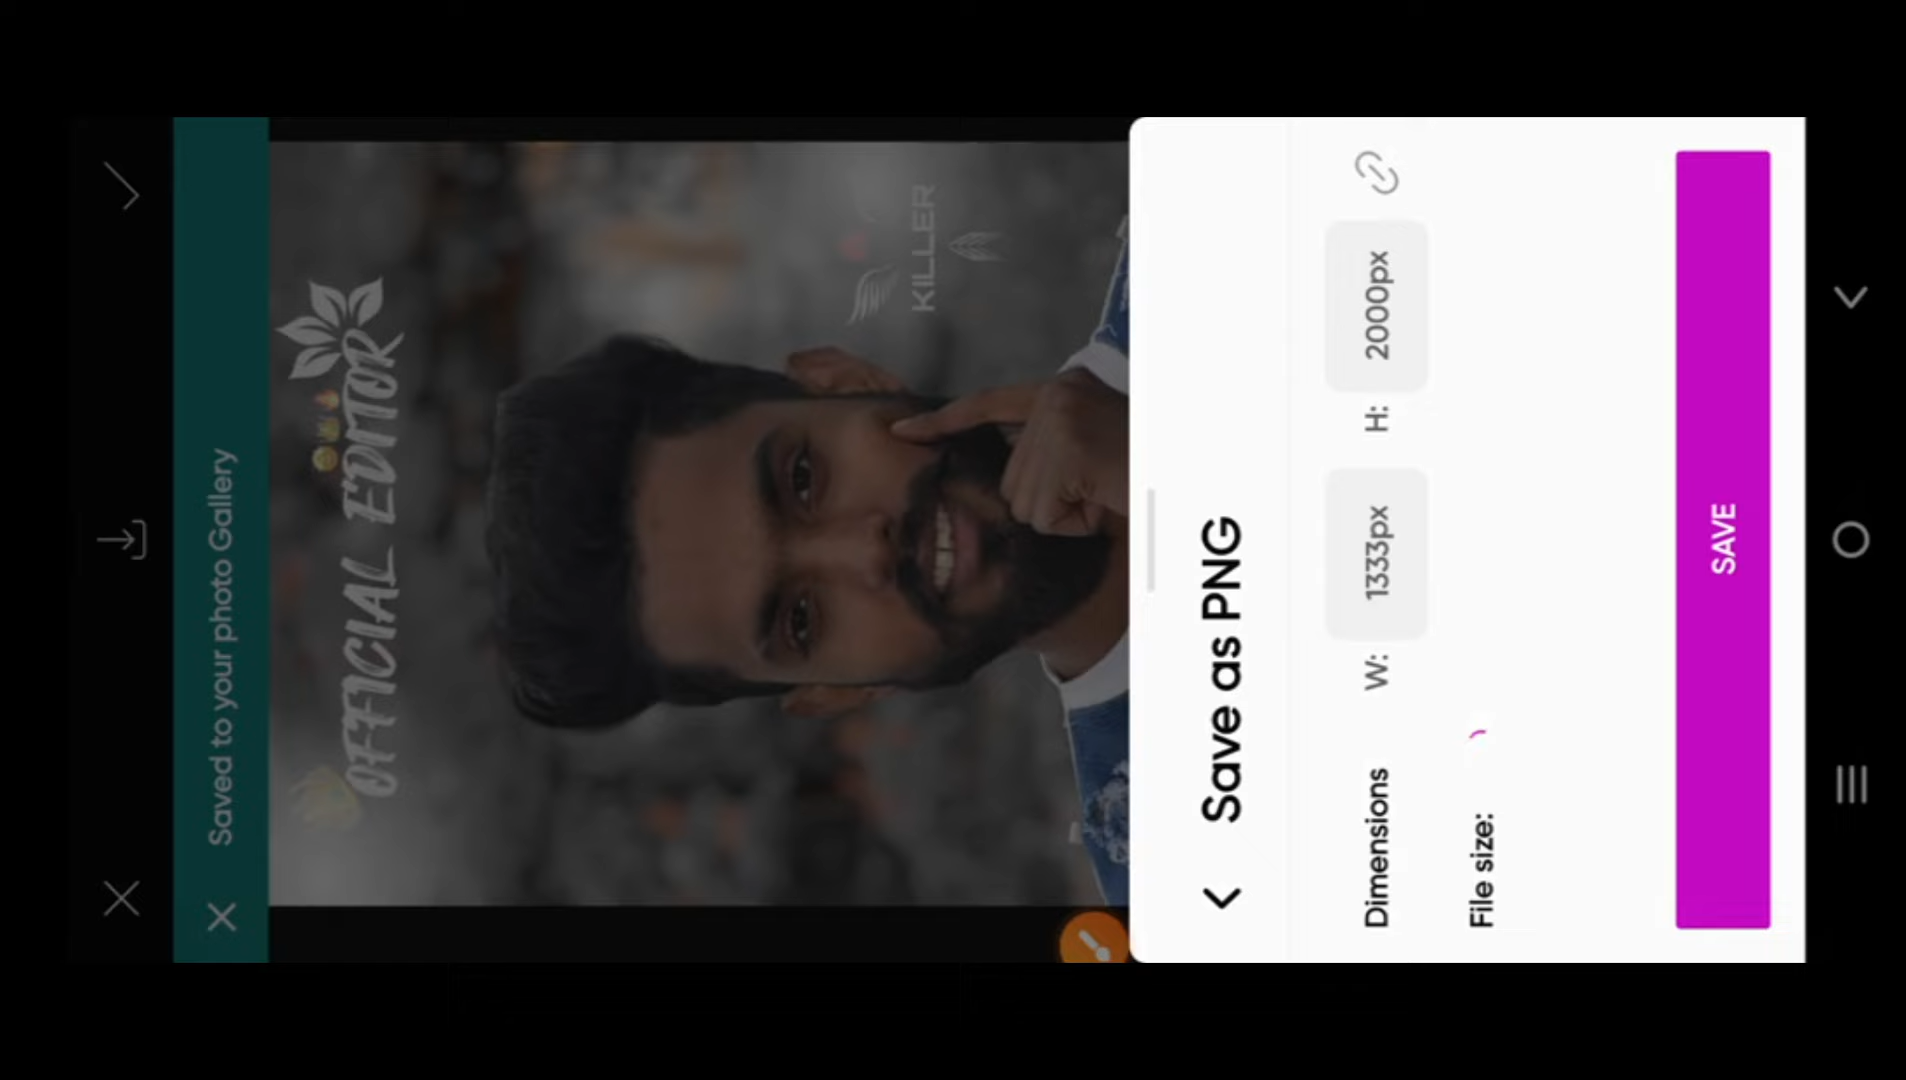 Saved to your photo Gallery
OFFICIAL EDITOR
KILLER
Save as PNG
Dimensions W: 1333px H: 2000px
File size:
SAVE